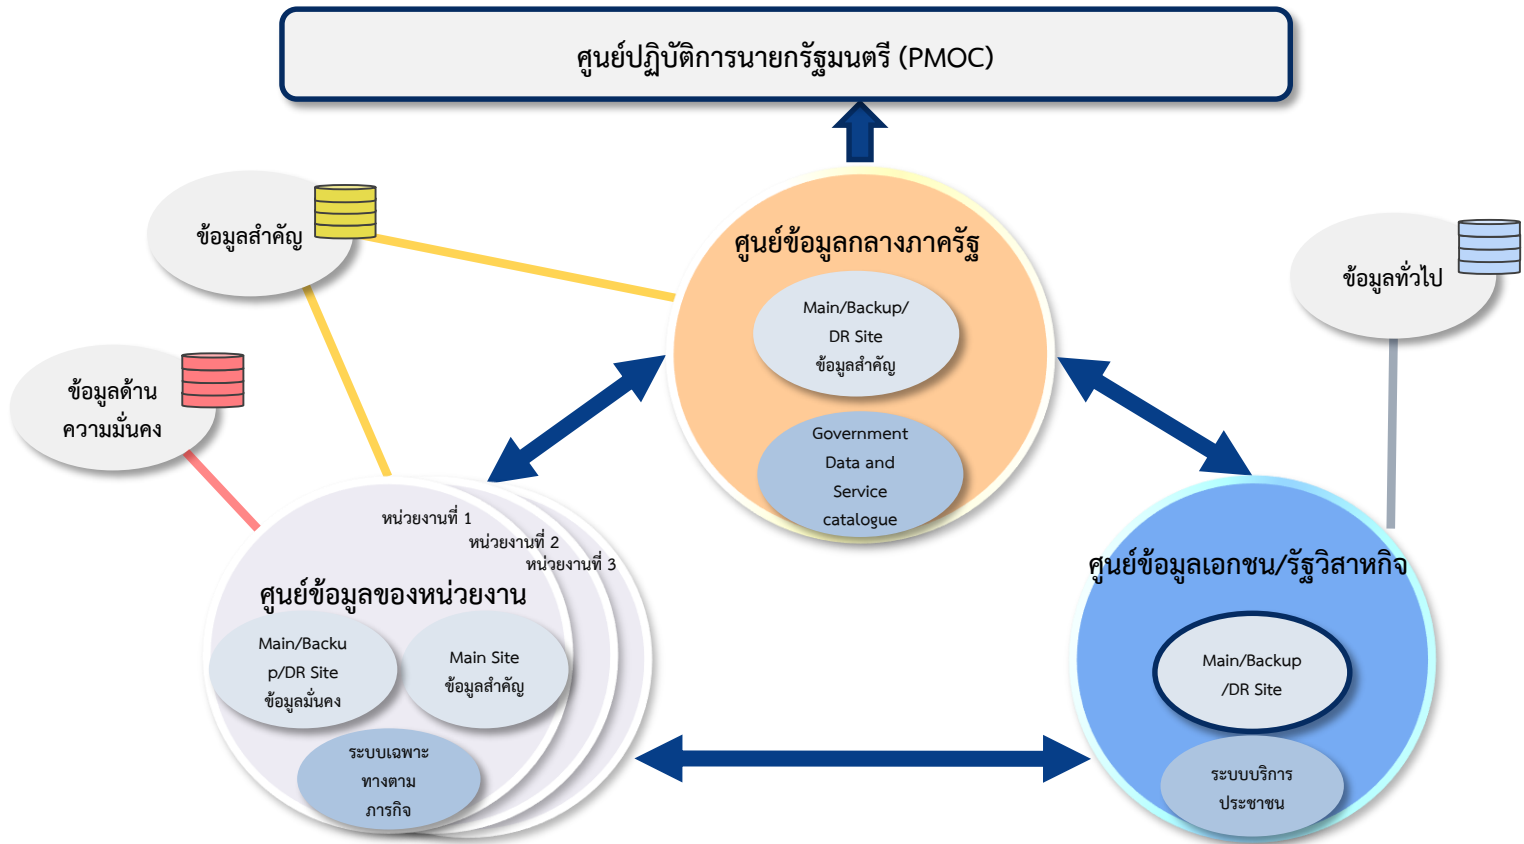 ศูนย์ปฏิบัติการนายกรัฐมนตรี (PMOC)
ข้อมูลสำคัญ
ศูนย์ข้อมูลกลางภาครัฐ
ข้อมูลทั่วไป
Main/Backup/
DR Site
ข้อมูลสำคัญ
ข้อมูลด้าน
ความมั่นคง
Government
Data and
Service
catalogue
หน่วยงานที่ 1
หน่วยงานที่ 2
หน่วยงานที่ 3
ศูนย์ข้อมูลของหน่วยงาน
Main/Backu
p/DR Site
ข้อมูลมั่นคง
Main Site
ข้อมูลสำคัญ
ระบบเฉพาะ
ทางตาม
ภารกิจ
ศูนย์ข้อมูลเอกชน/รัฐวิสาหกิจ
Main/Backup
/DR Site
ระบบบริการ
ประชาชน